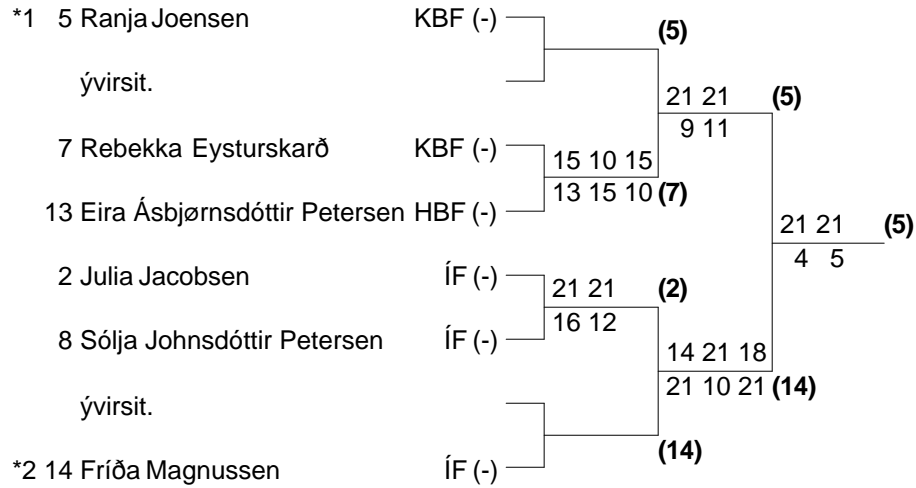 *1 5 Ranja Joensen KBF (-) (5)
ývirsit. 21 21 (5)
9 11
7 Rebekka Eysturskarð KBF (-) 15 10 15
13 15 10 (7)
13 Eira Ásbjørnsdóttir Petersen HBF (-) 21 21 (5)
4 5
2 Julia Jacobsen ÍF (-) 21 21 (2)
16 12
8 Sólja Johnsdóttir Petersen ÍF (-) 14 21 18
21 10 21 (14)
ývirsit.
(14)
*2 14 Fríða Magnussen ÍF (-)